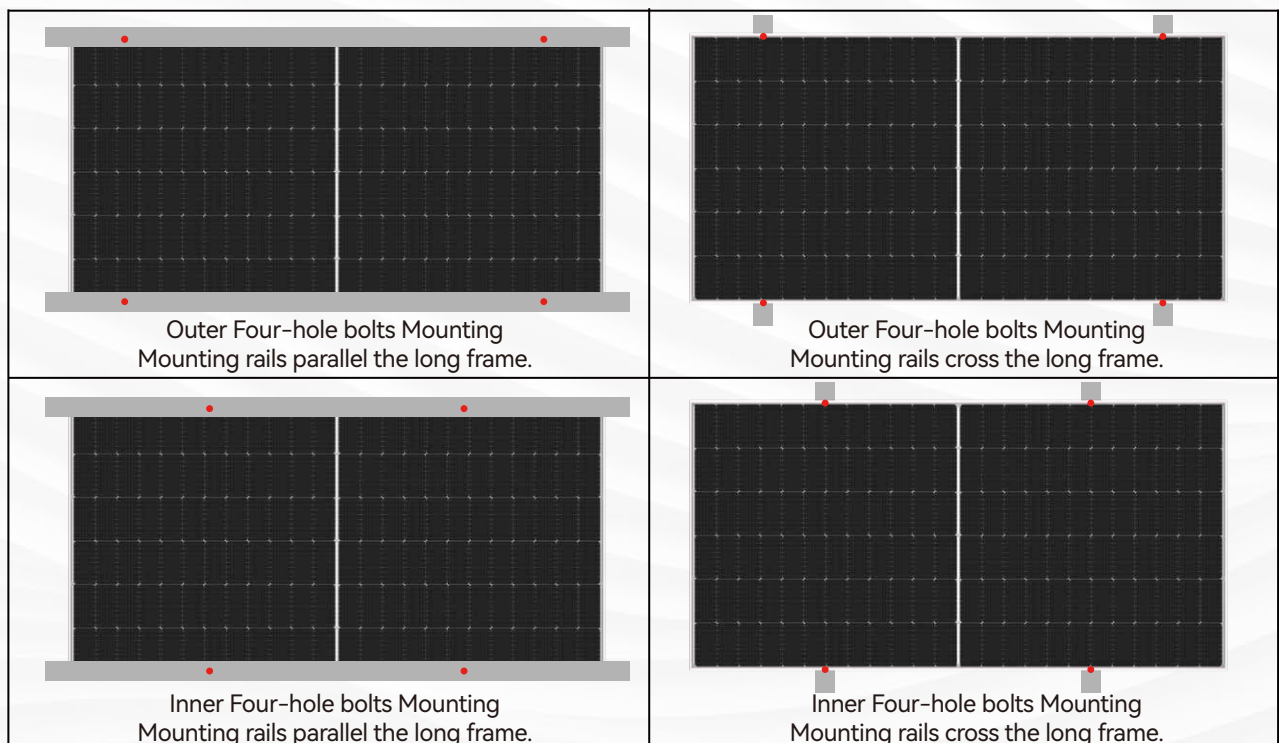 Outer Four-hole bolts Mounting
Mounting rails parallel the long frame.
Outer Four-hole bolts Mounting
Mounting rails cross the long frame.
Inner Four-hole bolts Mounting
Mounting rails parallel the long frame.
Inner Four-hole bolts Mounting
Mounting rails cross the long frame.